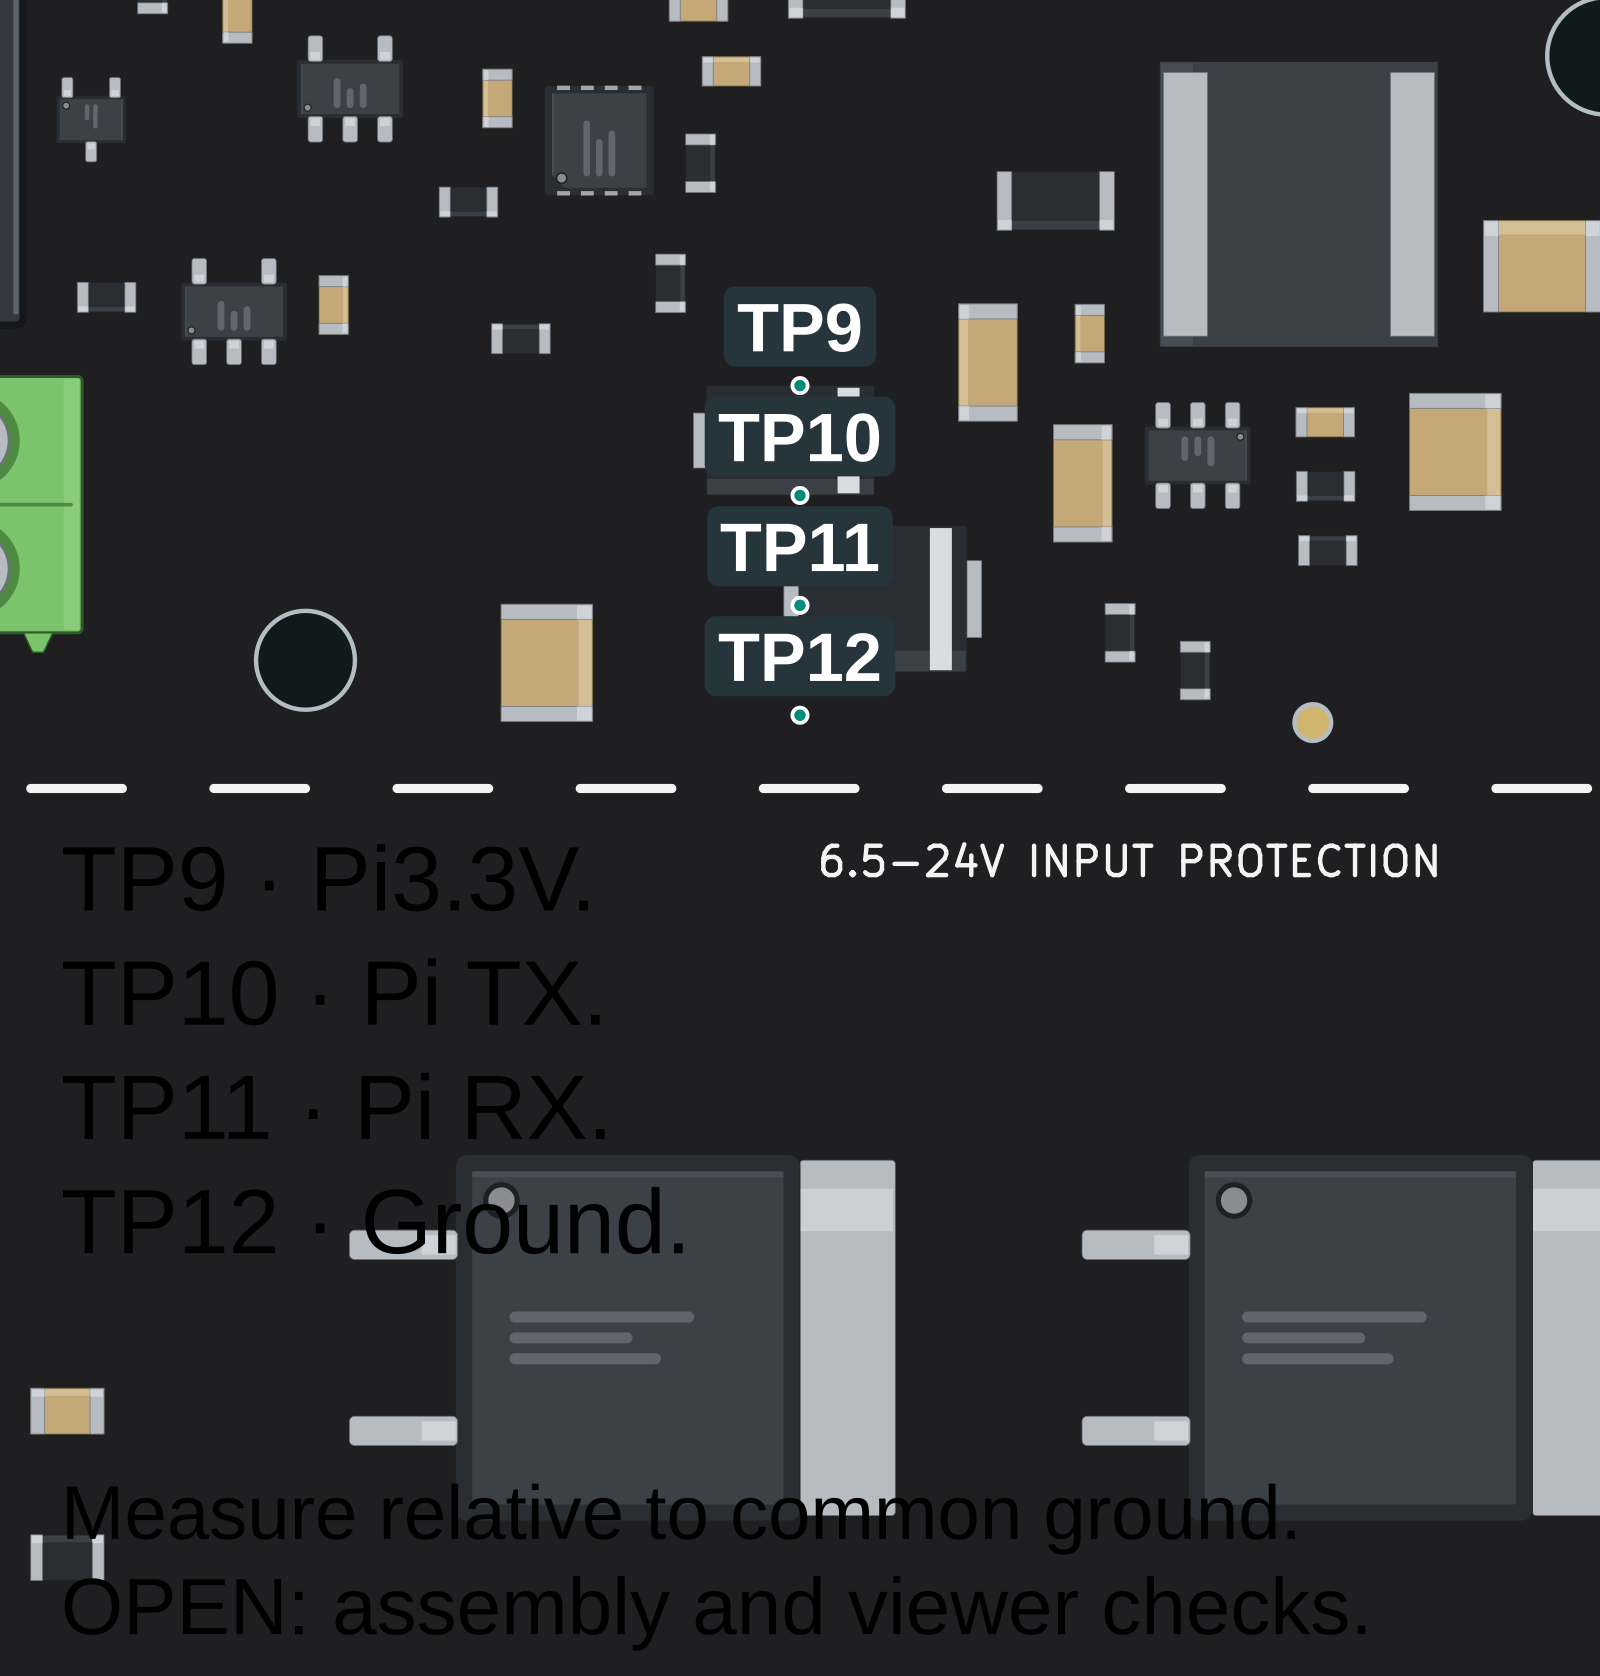 TP9
TP10
TP11
TP12
6.5–24V INPUT PROTECTION
TP9 · Pi3.3V.
TP10 · Pi TX.
TP11 · Pi RX.
TP12 · Ground.
Measure relative to common ground.
OPEN: assembly and viewer checks.